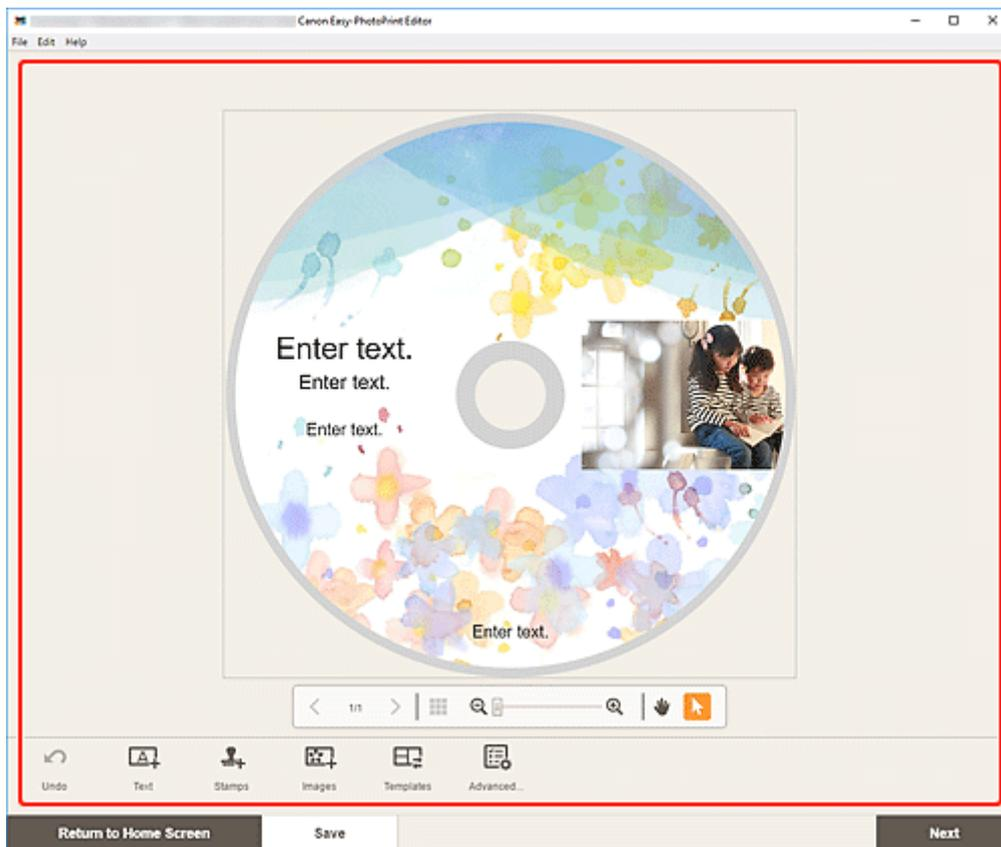 Canon Easy-PhotoPrint Editor
File Edit Help
Enter text.
Enter text.
Enter text.
Enter text.
1/1
Undo Text Stamps Images Templates Advanced...
Return to Home Screen Save Next